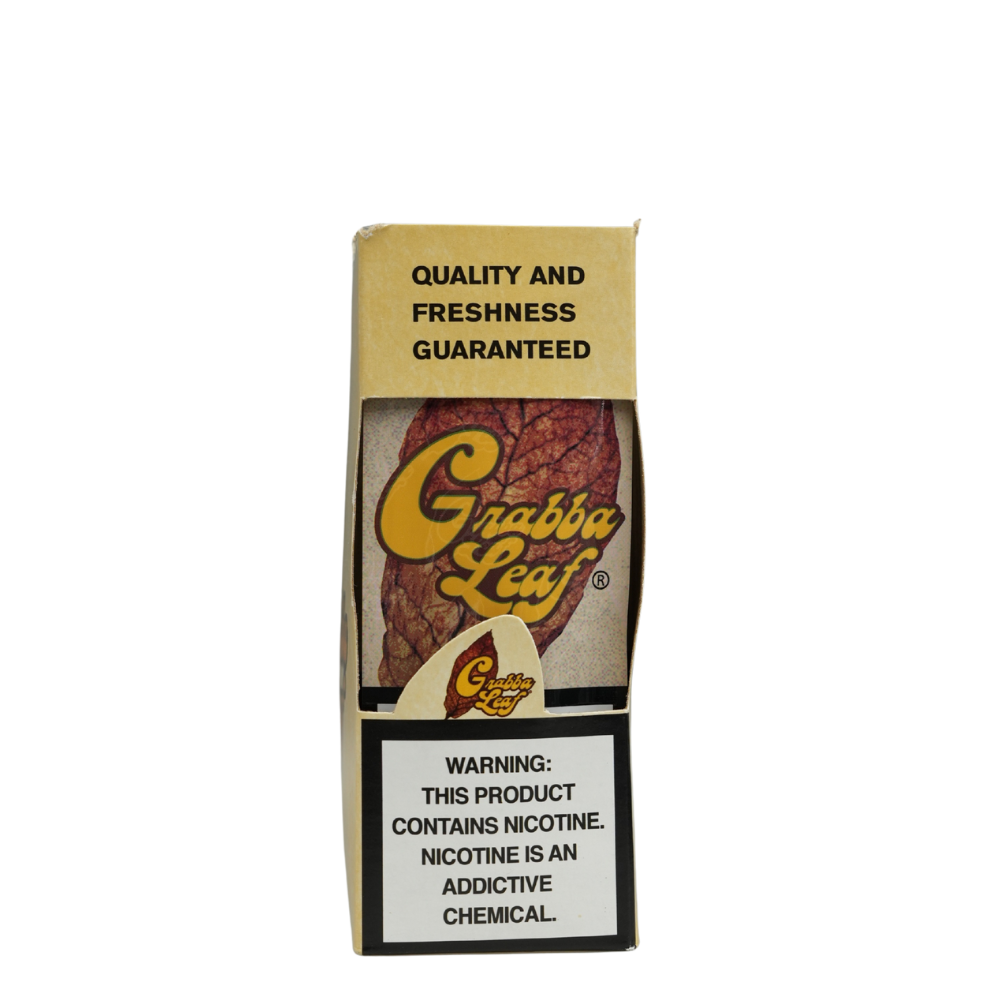 QUALITY AND
FRESHNESS
GUARANTEED
Grabba
Leaf ®
Grabba
Leaf
WARNING:
THIS PRODUCT
CONTAINS NICOTINE.
NICOTINE IS AN
ADDICTIVE
CHEMICAL.